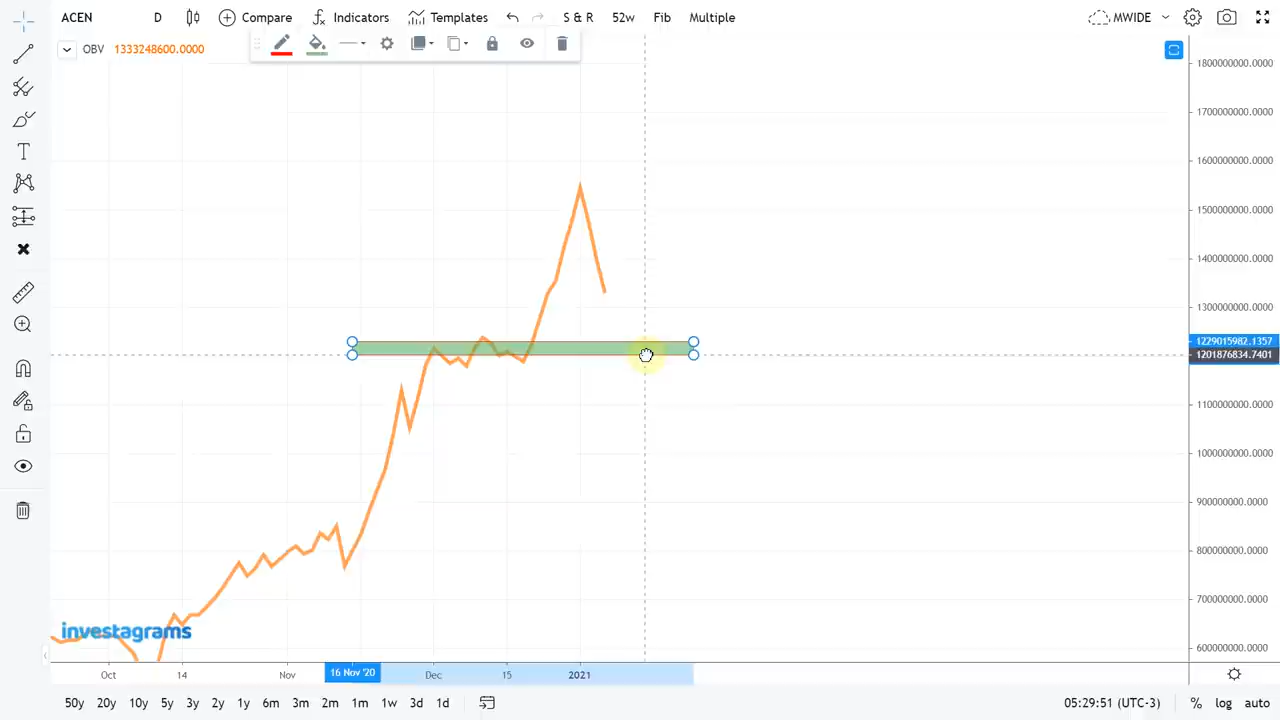 ACEN D Compare Indicators Templates S & R 52w Fib Multiple MWIDE
OBV 1333248600.0000
1800000000.0000
1700000000.0000
1600000000.0000
1500000000.0000
1400000000.0000
1300000000.0000
1229015982.1357
1201876834.7401
1100000000.0000
1000000000.0000
900000000.0000
800000000.0000
700000000.0000
600000000.0000
investagrams
Oct 14 Nov 16 Nov '20 Dec 15 2021
50y 20y 10y 5y 3y 2y 1y 6m 3m 2m 1m 1w 3d 1d 05:29:51 (UTC-3) % log auto